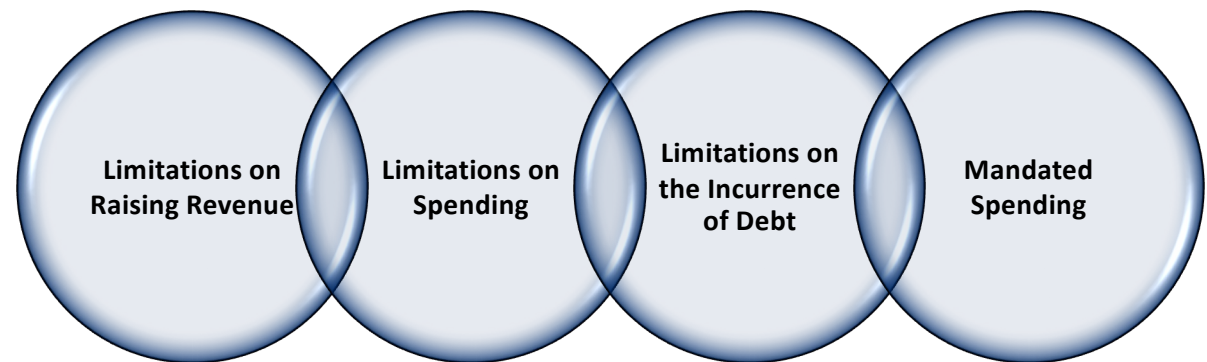 Limitations on
Raising Revenue
Limitations on
Spending
Limitations on
the Incurrence
of Debt
Mandated
Spending